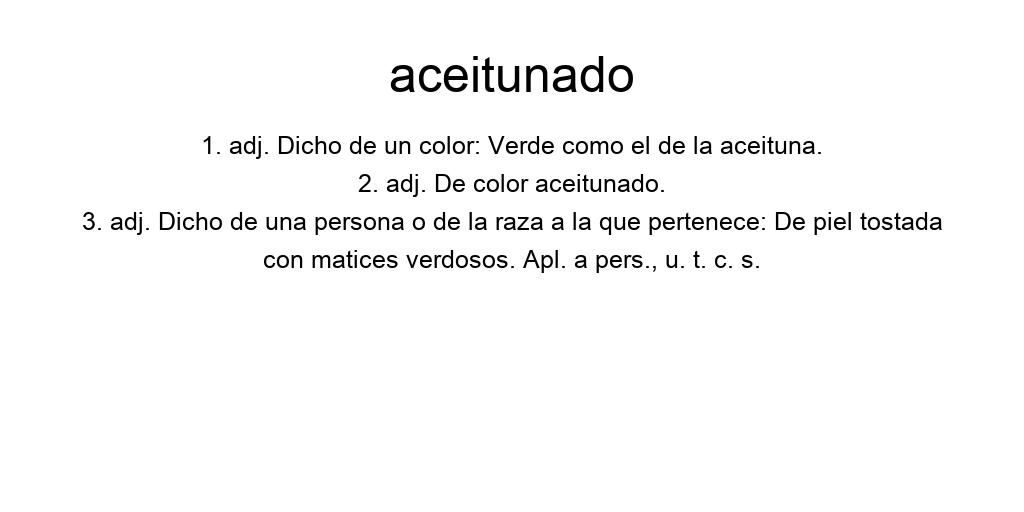 aceitunado
1. adj. Dicho de un color: Verde como el de la aceituna.
2. adj. De color aceitunado.
3. adj. Dicho de una persona o de la raza a la que pertenece: De piel tostada
con matices verdosos. Apl. a pers., u. t. c. s.